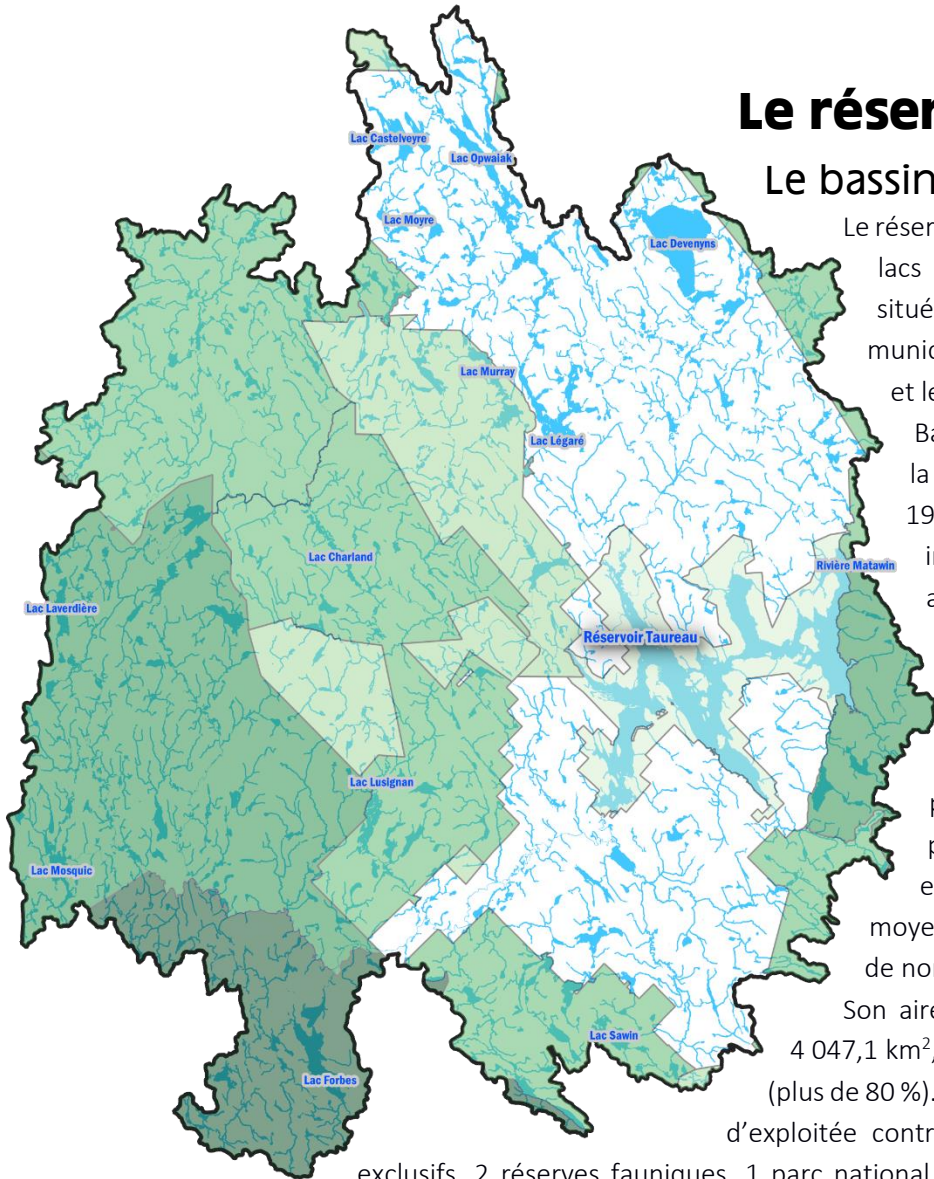 Le réser
Le bassin
Le réser
lacs
situé
munic
et le
Ba
la
19
i
a
p
p
e
moye
de nor
Son aire
4 047,1 km²,
(plus de 80 %).
d’exploitée contr
exclusifs, 2 réserves fauniques, 1 parc national
Lac Castelveyre
Lac Opwaiak
Lac Moyre
Lac Devenyns
Lac Murray
Lac Légaré
Lac Charland
Rivière Matawin
Lac Laverdière
Réservoir Taureau
Lac Lusignan
Lac Mosquic
Lac Sawin
Lac Forbes